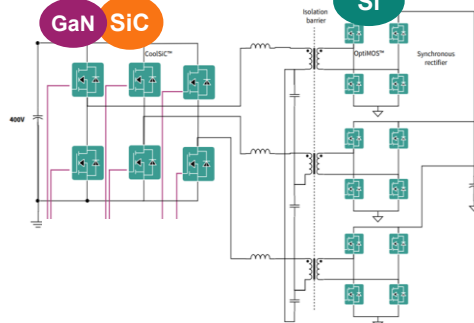 GaN SiC
Si
Isolation
barrier
CoolSiC™
OptiMOS™
Synchronous
rectifier
400V